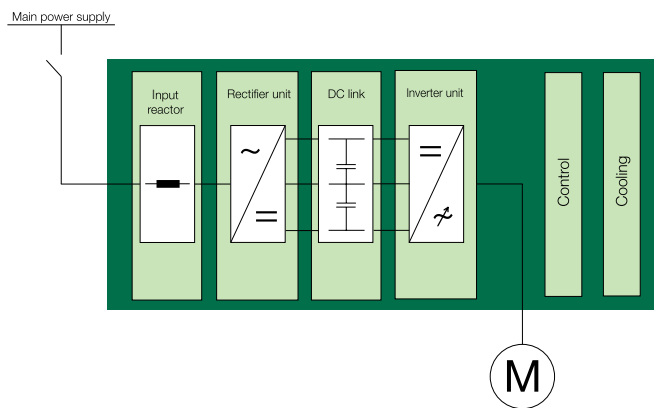 Main power supply
Input
reactor
Rectifier unit
DC link
Inverter unit
Control
Cooling
M